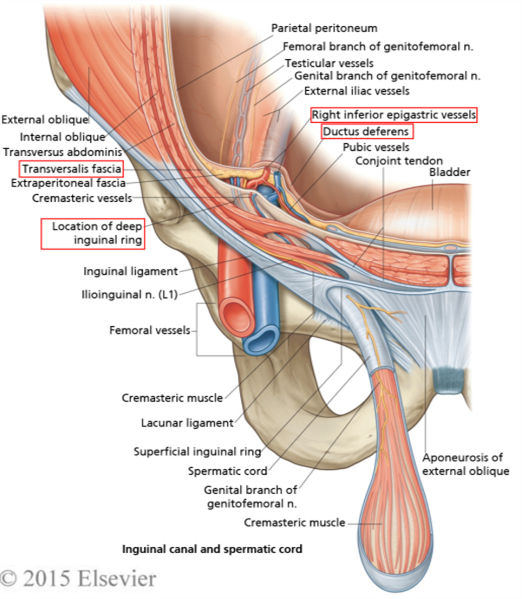 Parietal peritoneum
Femoral branch of genitofemoral n.
Testicular vessels
Genital branch of genitofemoral n.
External iliac vessels
Right inferior epigastric vessels
Ductus deferens
Pubic vessels
Conjoint tendon
Bladder
External oblique
Internal oblique
Transversus abdominis
Transversalis fascia
Extraperitoneal fascia
Cremasteric vessels
Location of deep
inguinal ring
Inguinal ligament
Ilioinguinal n. (L1)
Femoral vessels
Cremasteric muscle
Lacunar ligament
Superficial inguinal ring
Spermatic cord
Genital branch of
genitofemoral n.
Cremasteric muscle
Aponeurosis of
external oblique
Inguinal canal and spermatic cord
© 2015 Elsevier